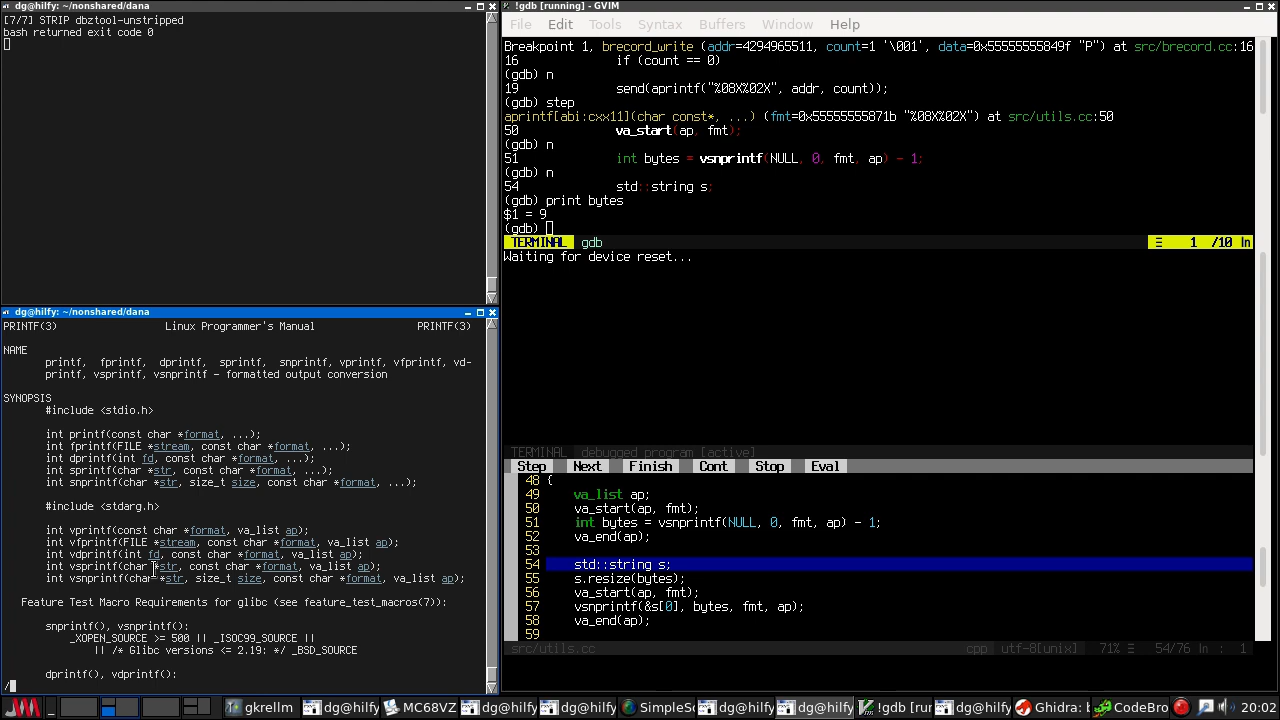 dg@hilfy: ~/nonshared/dana
[7/7] STRIP dbztool-unstripped
bash returned exit code 0
dg@hilfy: ~/nonshared/dana
PRINTF(3) Linux Programmer's Manual PRINTF(3)
NAME
printf, fprintf, dprintf, sprintf, snprintf, vprintf, vfprintf, vd-
printf, vsprintf, vsnprintf - formatted output conversion
SYNOPSIS
#include <stdio.h>
int printf(const char *format, ...);
int fprintf(FILE *stream, const char *format, ...);
int dprintf(int fd, const char *format, ...);
int sprintf(char *str, const char *format, ...);
int snprintf(char *str, size_t size, const char *format, ...);
#include <stdarg.h>
int vprintf(const char *format, va_list ap);
int vfprintf(FILE *stream, const char *format, va_list ap);
int vdprintf(int fd, const char *format, va_list ap);
int vsprintf(char *str, const char *format, va_list ap);
int vsnprintf(char *str, size_t size, const char *format, va_list ap);
Feature Test Macro Requirements for glibc (see feature_test_macros(7)):
snprintf(), vsnprintf():
_XOPEN_SOURCE >= 500 || _ISOC99_SOURCE ||
|| /* Glibc versions <= 2.19: */ _BSD_SOURCE
dprintf(), vdprintf():
/
!gdb [running] - GVIM
File Edit Tools Syntax Buffers Window Help
Breakpoint 1, brecord_write (addr=4294965511, count=1 '\001', data=0x55555555849f "P") at src/brecord.cc:16
16 if (count == 0)
(gdb) n
19 send(aprintf("%08X%02X", addr, count));
(gdb) step
aprintf[abi:cxx11](char const*, ...) (fmt=0x55555555871b "%08X%02X") at src/utils.cc:50
50 va_start(ap, fmt);
(gdb) n
51 int bytes = vsnprintf(NULL, 0, fmt, ap) - 1;
(gdb) n
54 std::string s;
(gdb) print bytes
$1 = 9
(gdb)
TERMINAL gdb ☰ 1 /10 ln
Waiting for device reset...
TERMINAL debugged program [active]
Step Next Finish Cont Stop Eval
48 {
49 va_list ap;
50 va_start(ap, fmt);
51 int bytes = vsnprintf(NULL, 0, fmt, ap) - 1;
52 va_end(ap);
53
54 std::string s;
55 s.resize(bytes);
56 va_start(ap, fmt);
57 vsnprintf(&s[0], bytes, fmt, ap);
58 va_end(ap);
59
src/utils.cc cpp utf-8[unix] 71% ☰ 54/76 ln : 1
gkrellm dg@hilfy MC68VZ dg@hilfy dg@hilfy SimpleS dg@hilfy dg@hilfy !gdb [run dg@hilfy Ghidra: CodeBro 20:02